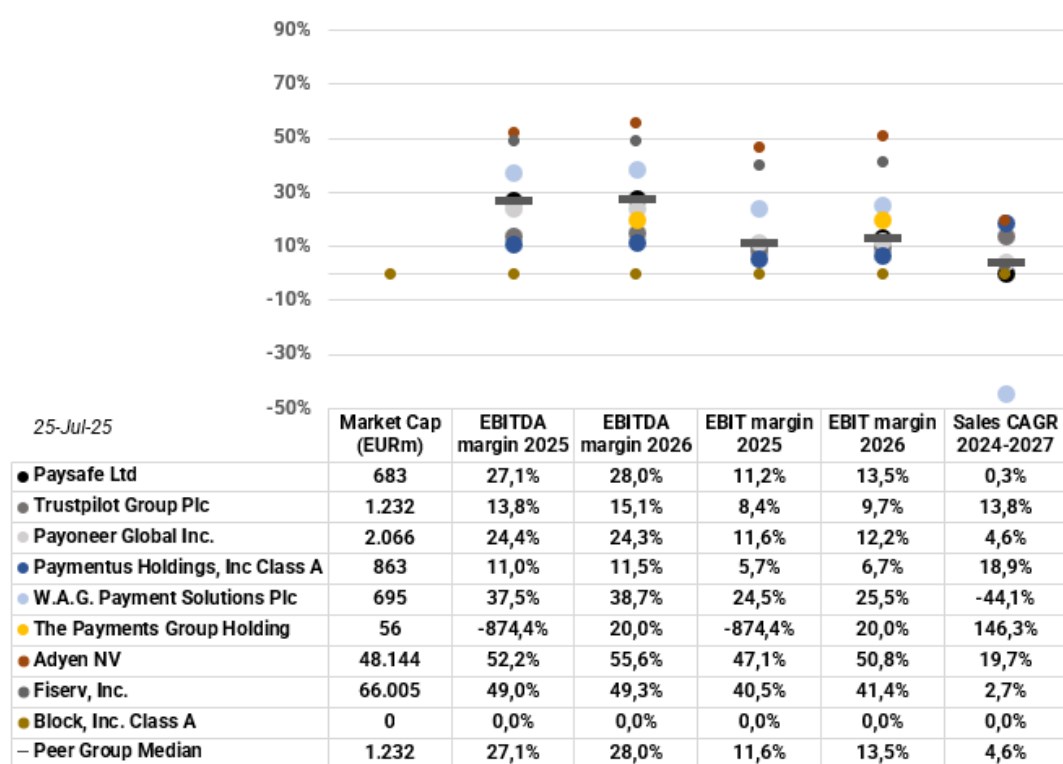 90%
70%
50%
30%
10%
-10%
-30%
-50%
25-Jul-25 Market Cap (EURm) EBITDA margin 2025 EBITDA margin 2026 EBIT margin 2025 EBIT margin 2026 Sales CAGR 2024-2027
Paysafe Ltd 683 27,1% 28,0% 11,2% 13,5% 0,3%
Trustpilot Group Plc 1.232 13,8% 15,1% 8,4% 9,7% 13,8%
Payoneer Global Inc. 2.066 24,4% 24,3% 11,6% 12,2% 4,6%
Paymentus Holdings, Inc Class A 863 11,0% 11,5% 5,7% 6,7% 18,9%
W.A.G. Payment Solutions Plc 695 37,5% 38,7% 24,5% 25,5% -44,1%
The Payments Group Holding 56 -874,4% 20,0% -874,4% 20,0% 146,3%
Adyen NV 48.144 52,2% 55,6% 47,1% 50,8% 19,7%
Fiserv, Inc. 66.005 49,0% 49,3% 40,5% 41,4% 2,7%
Block, Inc. Class A 0 0,0% 0,0% 0,0% 0,0% 0,0%
Peer Group Median 1.232 27,1% 28,0% 11,6% 13,5% 4,6%